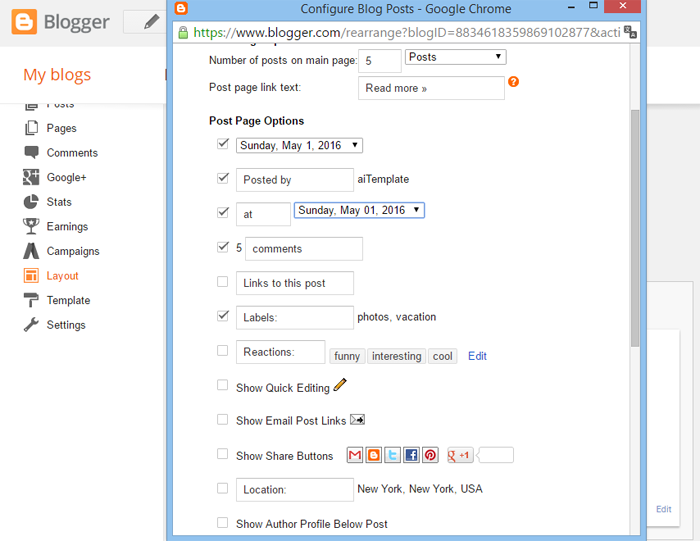 Configure Blog Posts - Google Chrome
https://www.blogger.com/rearrange?blogID=8834618359869102877&acti
Blogger
My blogs
Posts
Pages
Comments
Google+
Stats
Earnings
Campaigns
Layout
Template
Settings
Number of posts on main page: 5 Posts
Post page link text: Read more »
Post Page Options
Sunday, May 1, 2016
Posted by aiTemplate
at Sunday, May 01, 2016
5 comments
Links to this post
Labels: photos, vacation
Reactions: funny interesting cool Edit
Show Quick Editing
Show Email Post Links
Show Share Buttons g +1
Location: New York, New York, USA
Show Author Profile Below Post
Edit